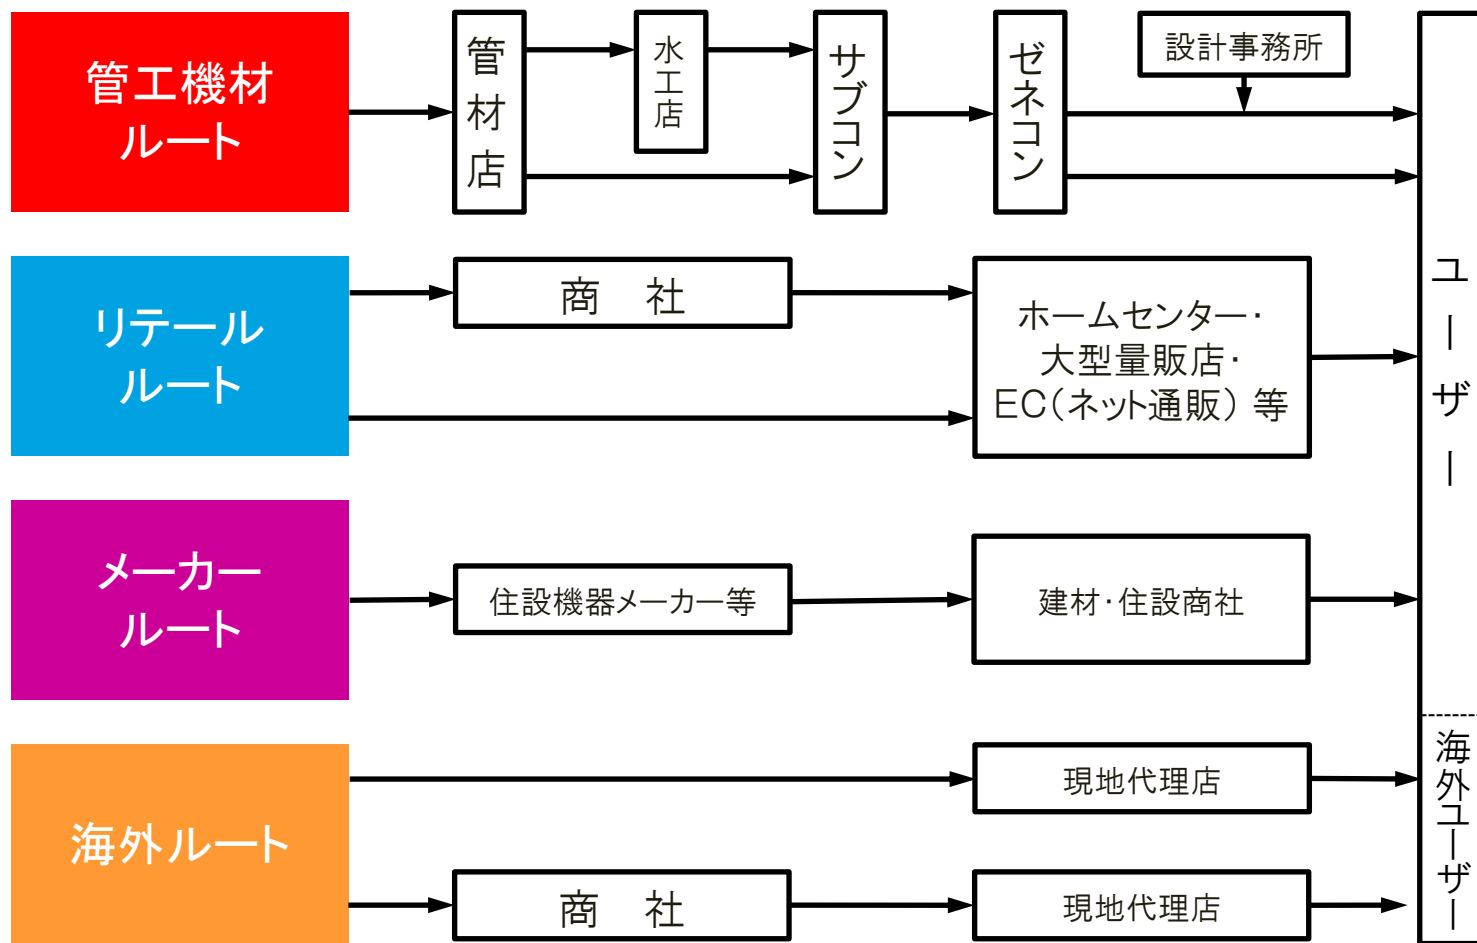 管工機材
ルート
管材店
水工店
サブコン
ゼネコン
設計事務所
ユーザー
リテール
ルート
商　社
ホームセンター・
大型量販店・
EC(ネット通販) 等
メーカー
ルート
住設機器メーカー等
建材・住設商社
海外ルート
現地代理店
商　社
現地代理店
海外ユーザー